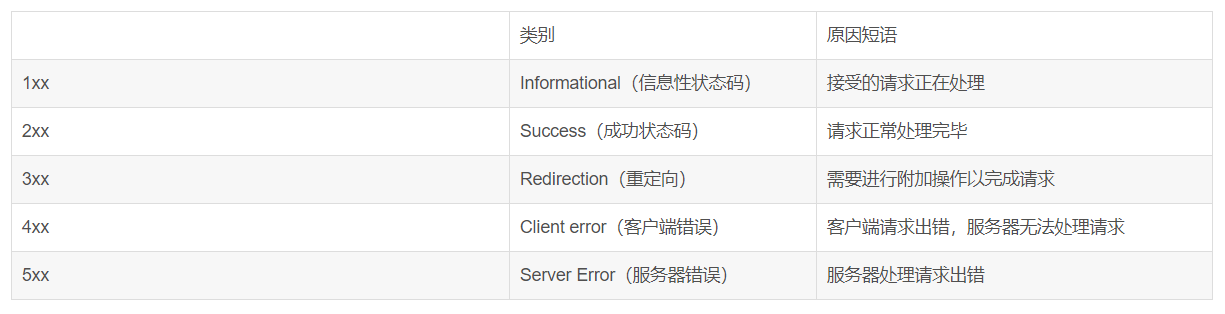 类别 原因短语
1xx Informational（信息性状态码） 接受的请求正在处理
2xx Success（成功状态码） 请求正常处理完毕
3xx Redirection（重定向） 需要进行附加操作以完成请求
4xx Client error（客户端错误） 客户端请求出错，服务器无法处理请求
5xx Server Error（服务器错误） 服务器处理请求出错